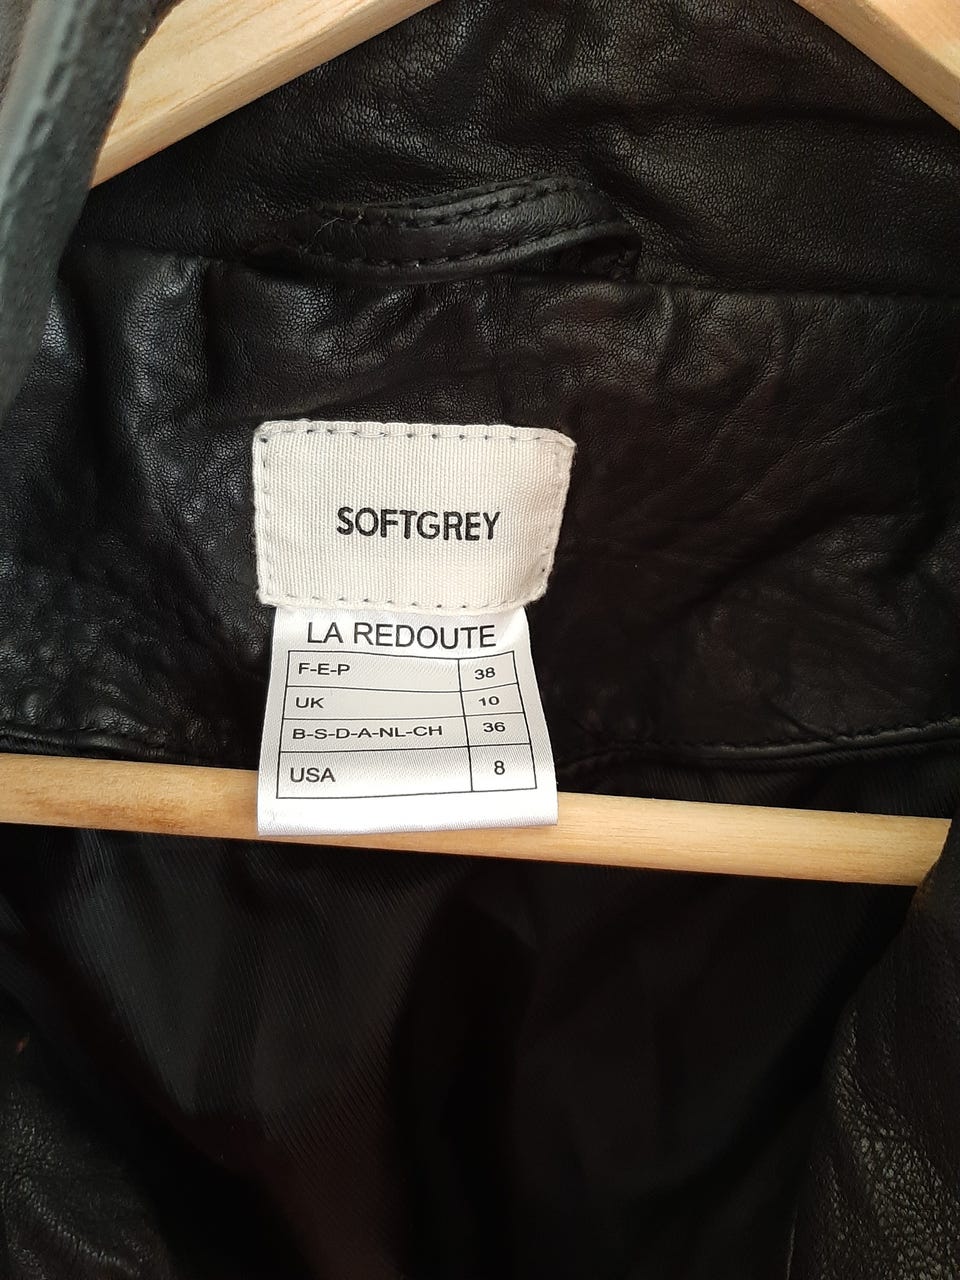 SOFTGREY
LA REDOUTE
F-E-P 38
UK 10
B-S-D-A-NL-CH 36
USA 8